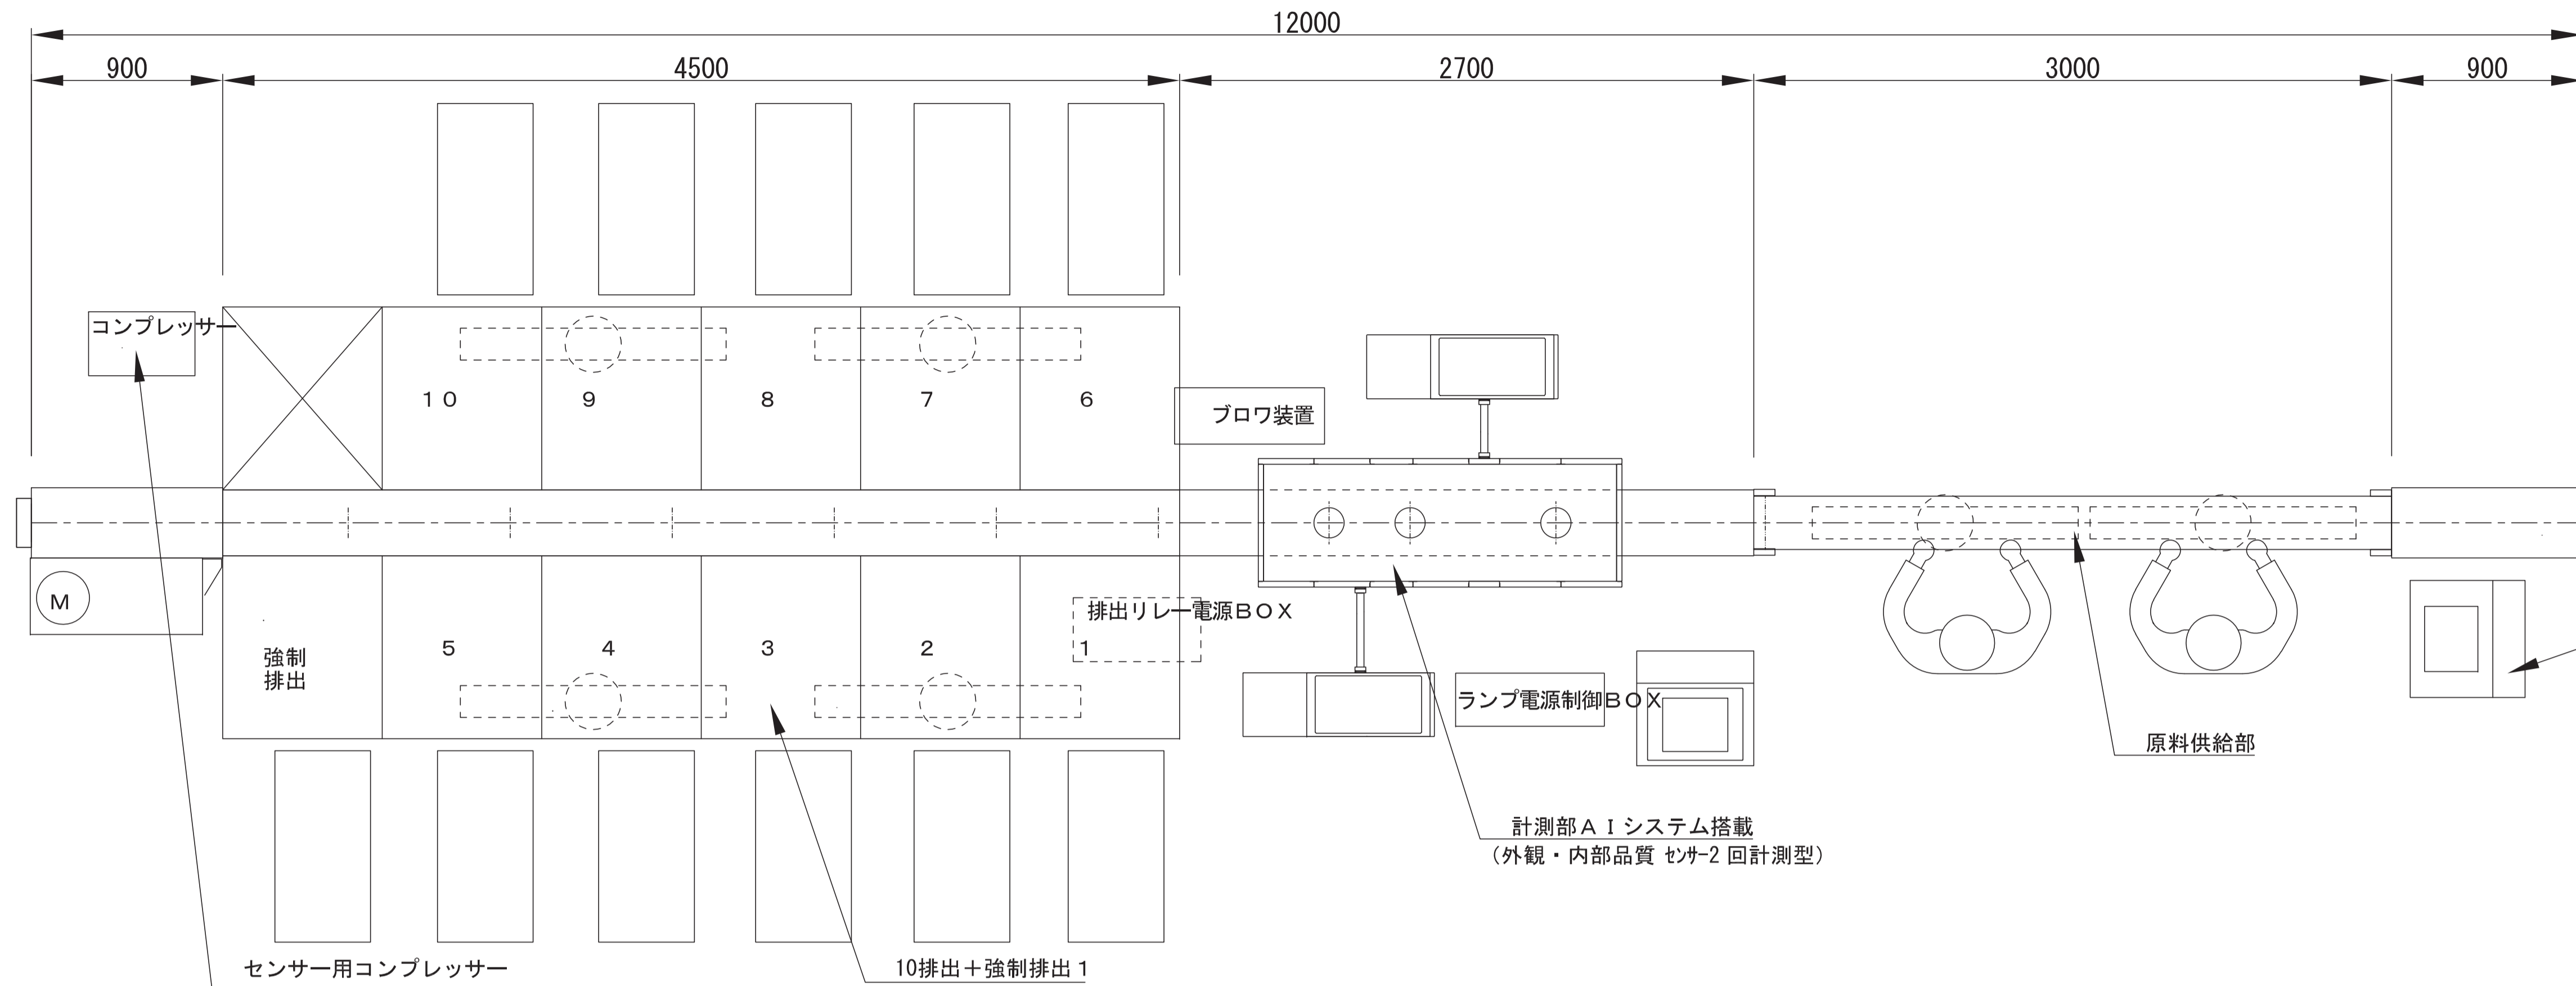 12000
900
4500
2700
3000
900
コンプレッサー
10
9
8
7
6
ブロワ装置
M
強制
排出
5
4
3
2
1
排出リレー電源BOX
ランプ電源制御BOX
原料供給部
計測部AIシステム搭載
(外観・内部品質 センサー2回計測型)
センサー用コンプレッサー
10排出+強制排出1